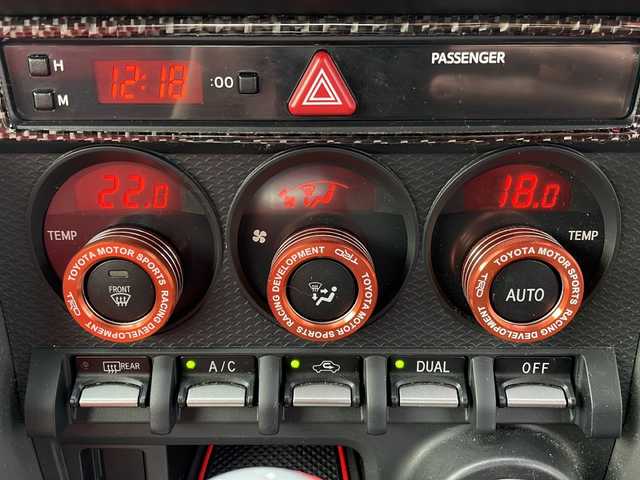 H
12:18
:00
PASSENGER
M
22.0
18.0
TEMP
TEMP
TOYOTA MOTOR SPORTS RACING DEVELOPMENT TRD
FRONT
TOYOTA MOTOR SPORTS RACING DEVELOPMENT TRD
TOYOTA MOTOR SPORTS RACING DEVELOPMENT TRD
AUTO
REAR
A/C
DUAL
OFF